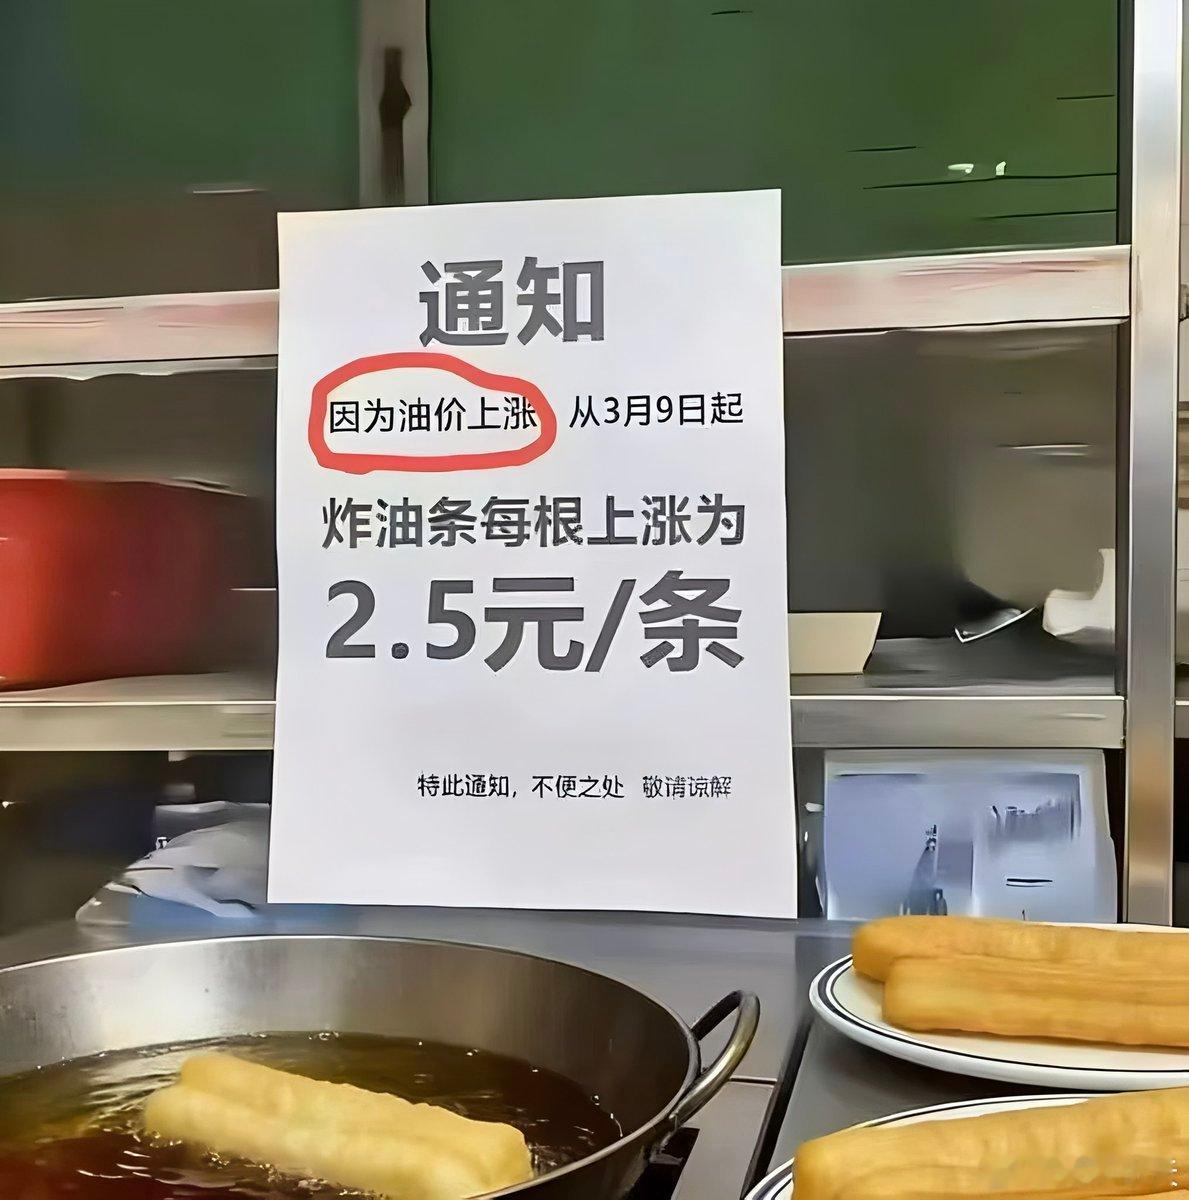 通知
因为油价上涨 从3月9日起
炸油条每根上涨为
2.5元/条
特此通知，不便之处 敬请谅解